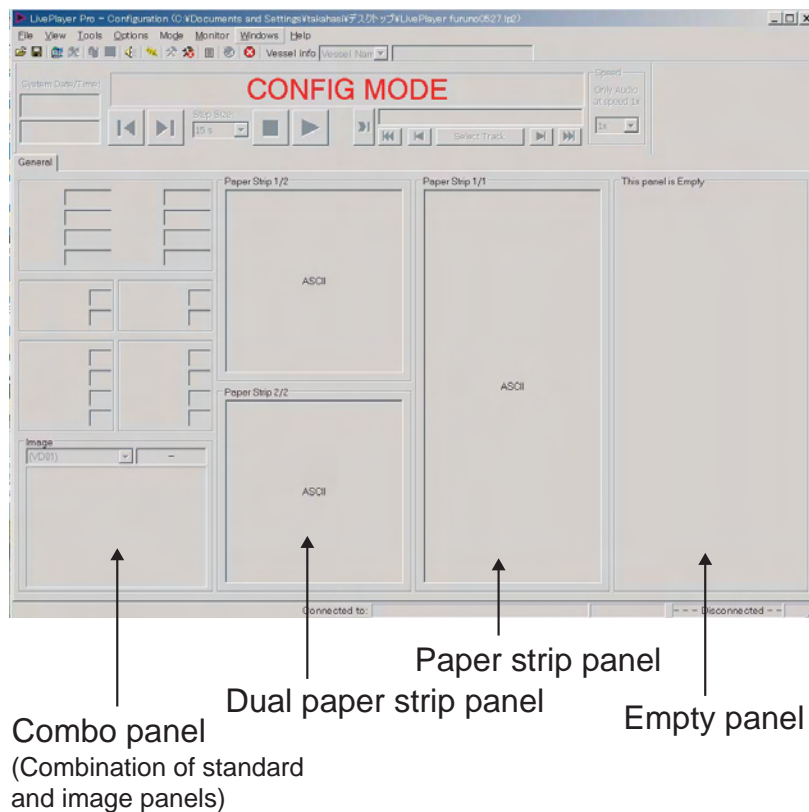 LivePlayer Pro - Configuration (C:¥Documents and Settings¥takahasi¥デスクトップ¥LivePlayer furuno0527.lp2)
File View Tools Options Mode Monitor Windows Help
Vessel info Vessel Nam
System Date/Time:
CONFIG MODE
Speed
Only Audio
at speed 1x
Step Size:
15 s
1x
Select Track
General
Paper Strip 1/2
Paper Strip 1/1
This panel is Empty
ASCII
ASCII
Paper Strip 2/2
Image
(VD01)
-
ASCII
Connected to:
- - - Disconnected - -
Paper strip panel
Dual paper strip panel
Empty panel
Combo panel
(Combination of standard
and image panels)